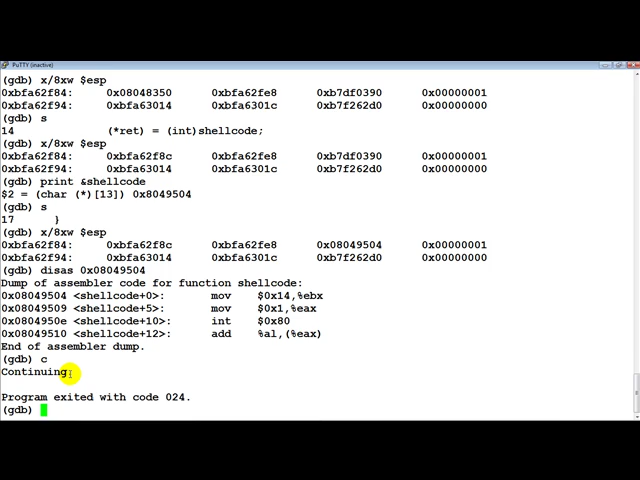 PuTTY (inactive)
(gdb) x/8xw $esp
0xbfa62f84: 0x08048350 0xbfa62fe8 0xb7df0390 0x00000001
0xbfa62f94: 0xbfa63014 0xbfa6301c 0xb7f262d0 0x00000000
(gdb) s
14 (*ret) = (int)shellcode;
(gdb) x/8xw $esp
0xbfa62f84: 0xbfa62f8c 0xbfa62fe8 0xb7df0390 0x00000001
0xbfa62f94: 0xbfa63014 0xbfa6301c 0xb7f262d0 0x00000000
(gdb) print &shellcode
$2 = (char (*)[13]) 0x8049504
(gdb) s
17 }
(gdb) x/8xw $esp
0xbfa62f84: 0xbfa62f8c 0xbfa62fe8 0x08049504 0x00000001
0xbfa62f94: 0xbfa63014 0xbfa6301c 0xb7f262d0 0x00000000
(gdb) disas 0x08049504
Dump of assembler code for function shellcode:
0x08049504 <shellcode+0>: mov $0x14,%ebx
0x08049509 <shellcode+5>: mov $0x1,%eax
0x0804950e <shellcode+10>: int $0x80
0x08049510 <shellcode+12>: add %al,(%eax)
End of assembler dump.
(gdb) c
Continuing.
Program exited with code 024.
(gdb)